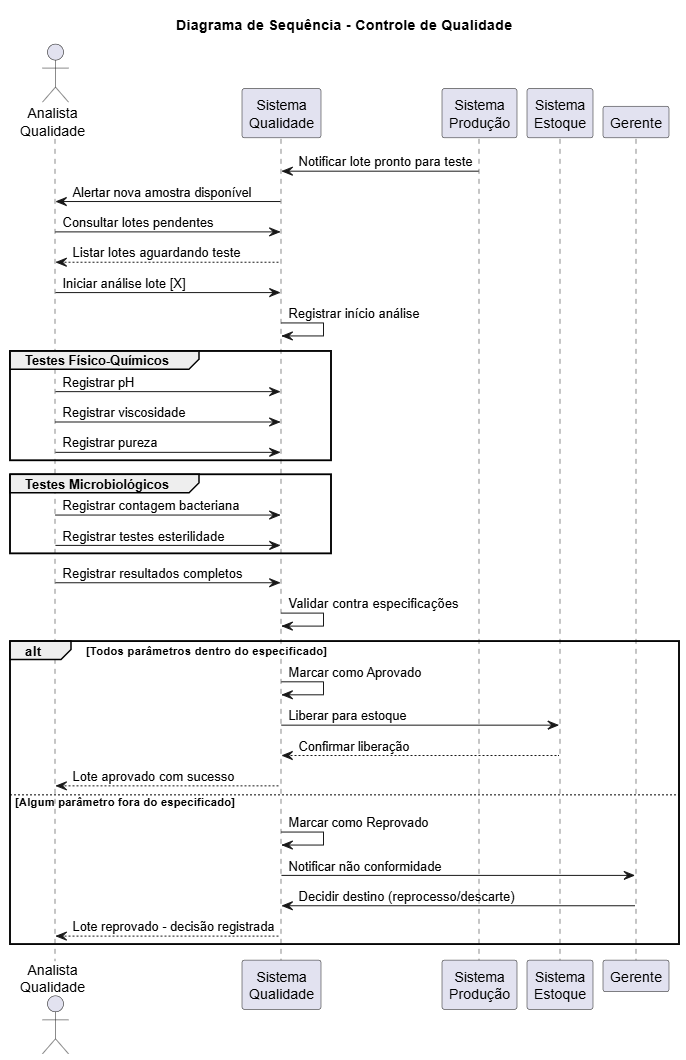 Diagrama de Sequência - Controle de Qualidade
Analista
Qualidade
Sistema
Qualidade
Sistema
Produção
Sistema
Estoque
Gerente
Notificar lote pronto para teste
Alertar nova amostra disponível
Consultar lotes pendentes
Listar lotes aguardando teste
Iniciar análise lote [X]
Registrar início análise
Testes Físico-Químicos
Registrar pH
Registrar viscosidade
Registrar pureza
Testes Microbiológicos
Registrar contagem bacteriana
Registrar testes esterilidade
Registrar resultados completos
Validar contra especificações
alt
[Todos parâmetros dentro do especificado]
Marcar como Aprovado
Liberar para estoque
Confirmar liberação
Lote aprovado com sucesso
[Algum parâmetro fora do especificado]
Marcar como Reprovado
Notificar não conformidade
Decidir destino (reprocesso/descarte)
Lote reprovado - decisão registrada
Analista
Qualidade
Sistema
Qualidade
Sistema
Produção
Sistema
Estoque
Gerente